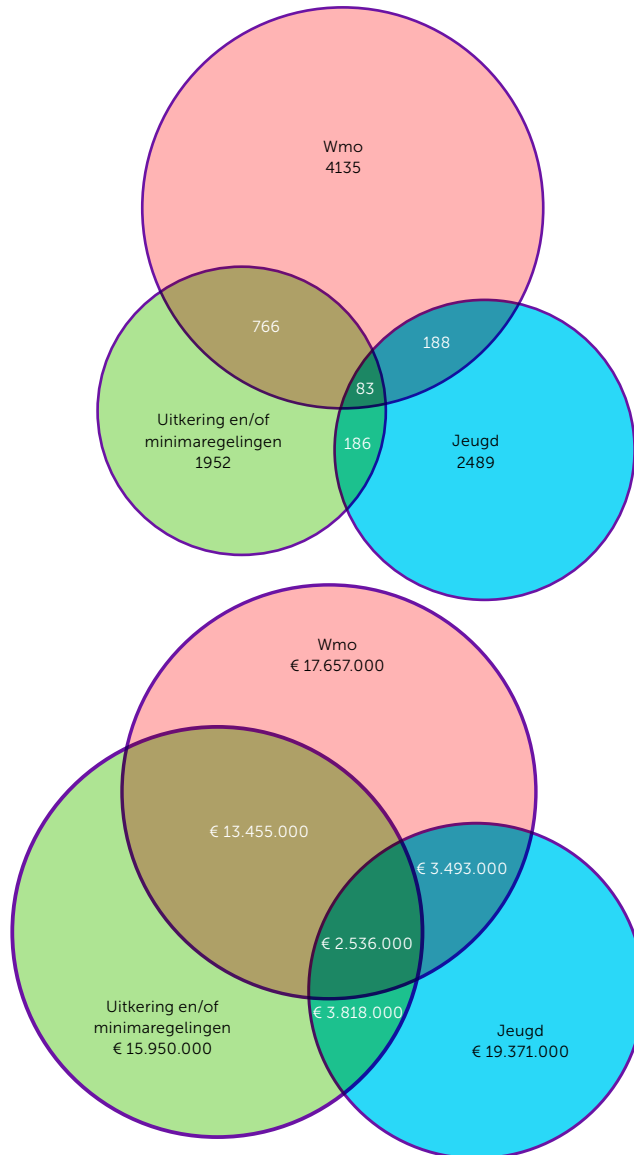 Wmo
4135
766
188
83
Uitkering en/of
minimaregelingen
1952
186
Jeugd
2489
Wmo
€ 17.657.000
€ 13.455.000
€ 3.493.000
€ 2.536.000
€ 3.818.000
Uitkering en/of
minimaregelingen
€ 15.950.000
Jeugd
€ 19.371.000